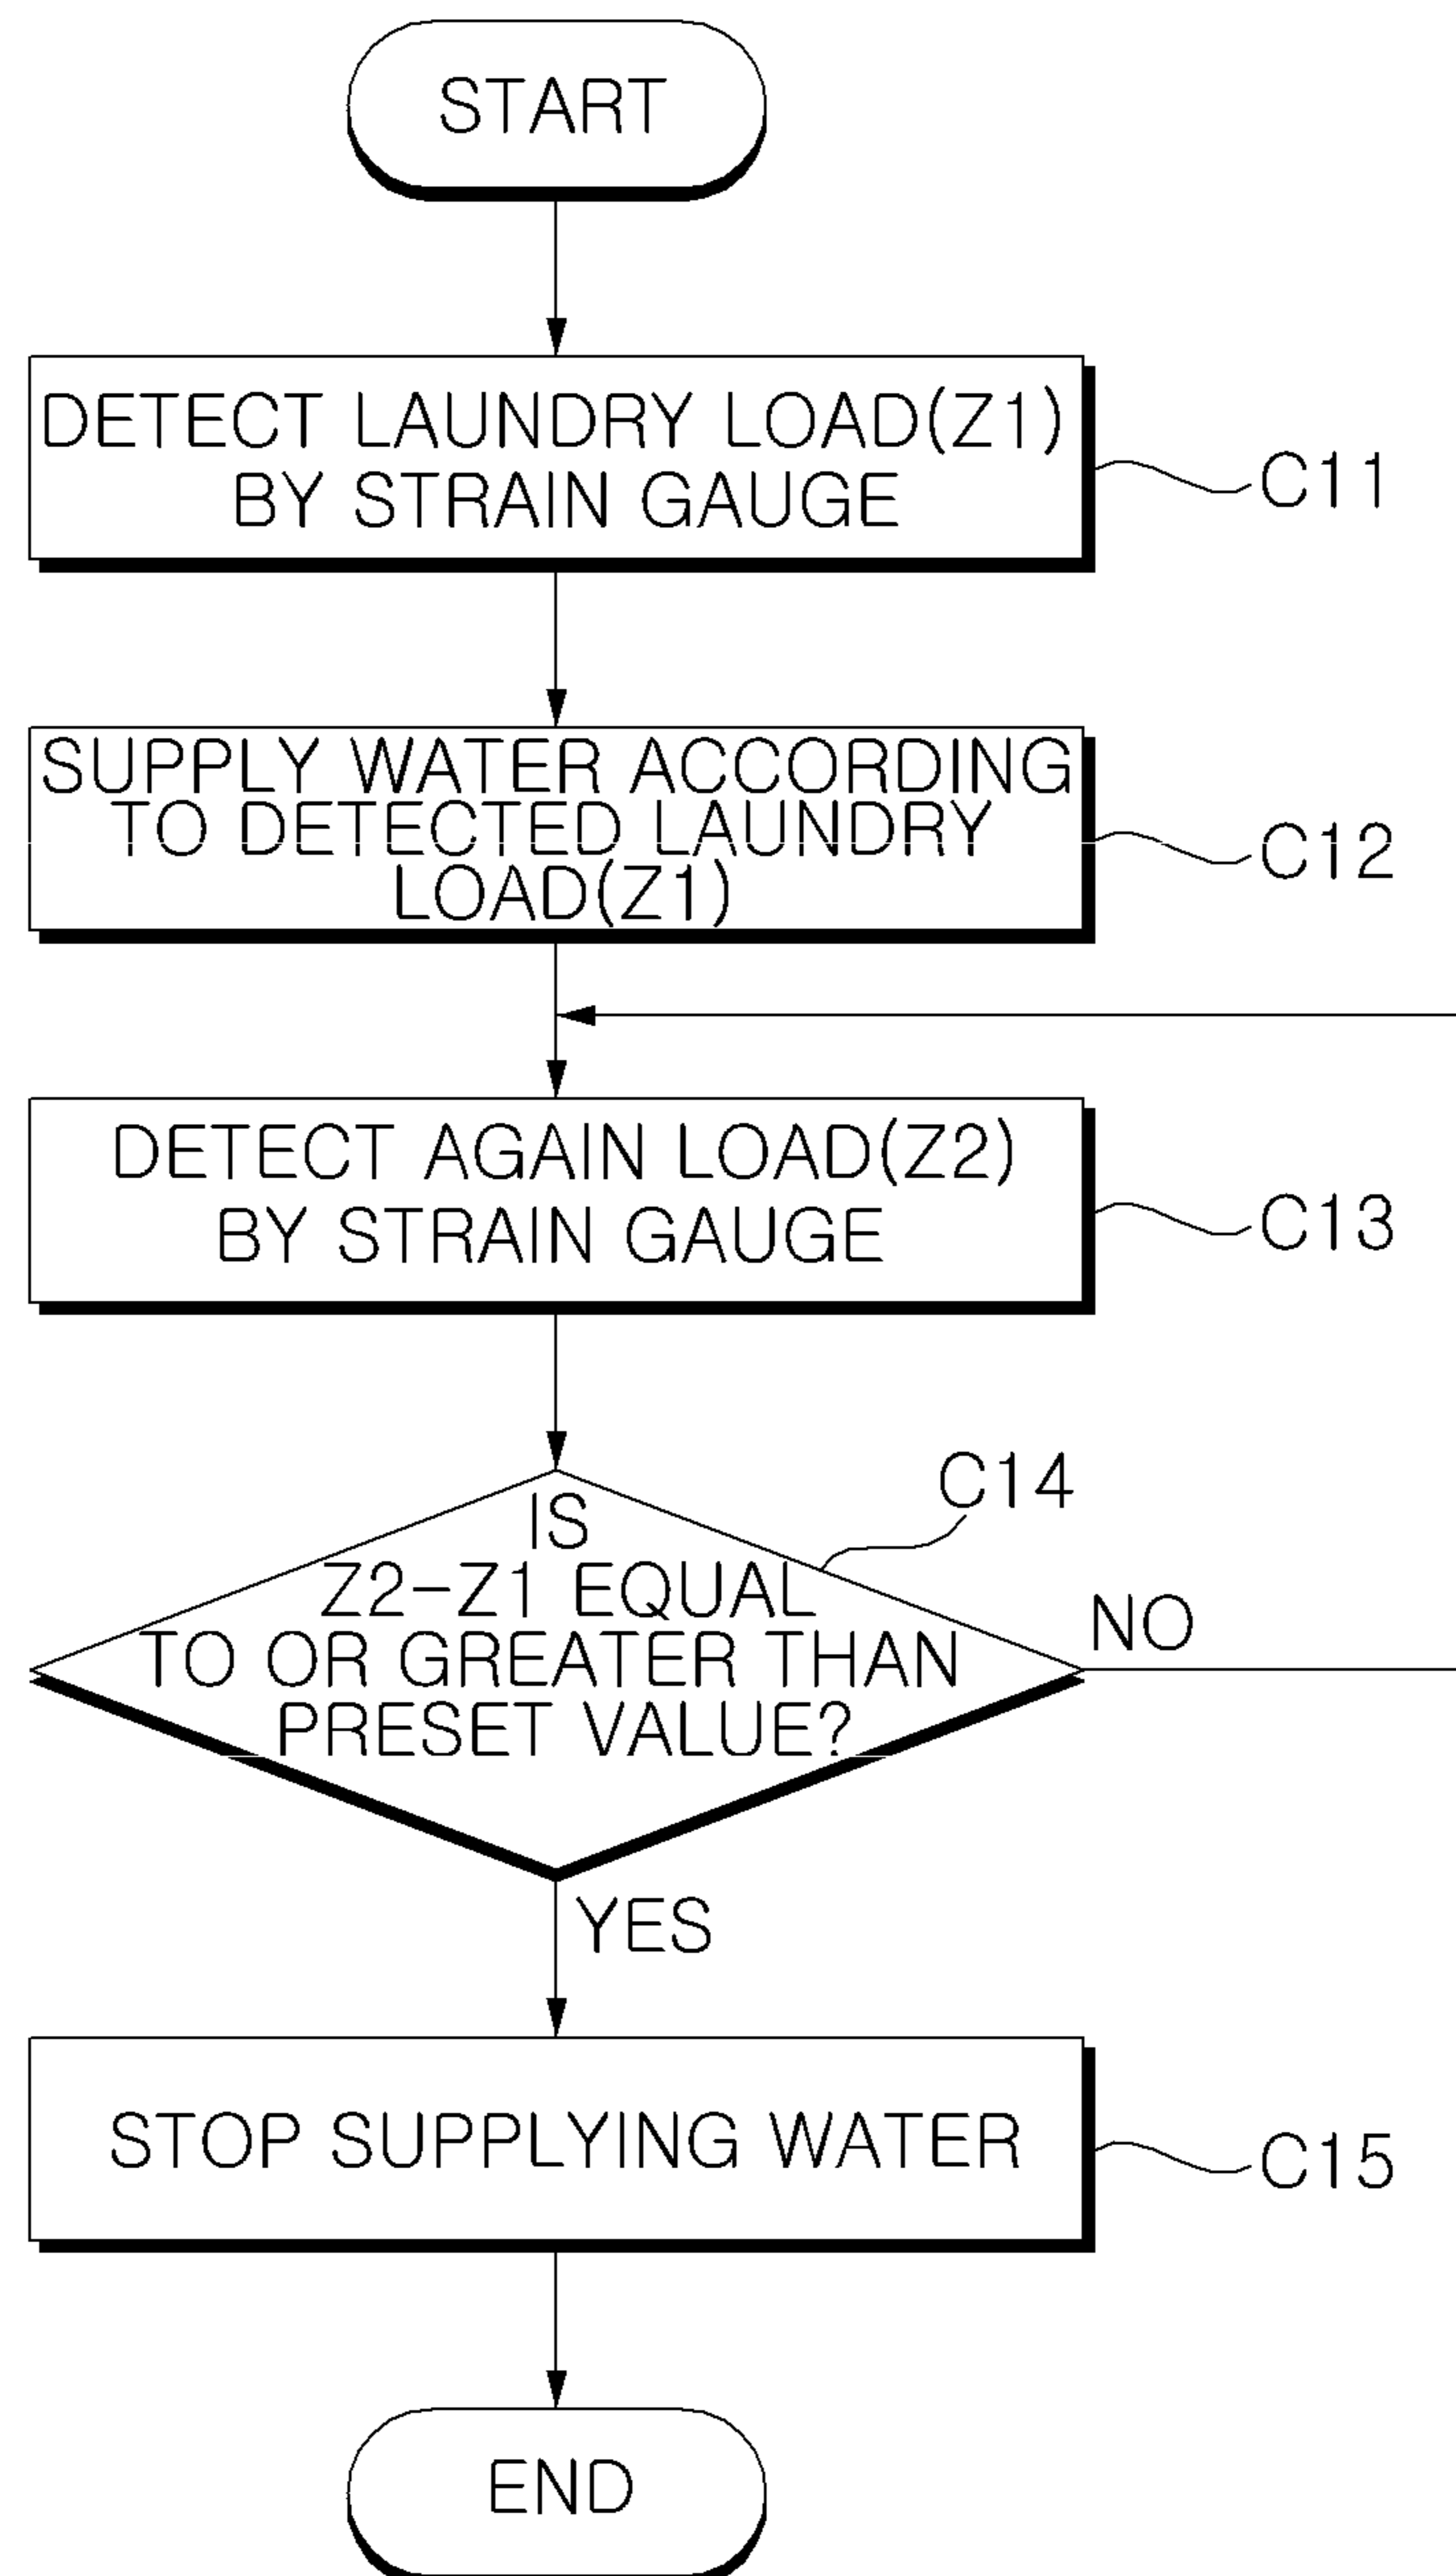 START
DETECT LAUNDRY LOAD(Z1)
BY STRAIN GAUGE
C11
SUPPLY WATER ACCORDING
TO DETECTED LAUNDRY
LOAD(Z1)
C12
DETECT AGAIN LOAD(Z2)
BY STRAIN GAUGE
C13
C14
IS
Z2-Z1 EQUAL
TO OR GREATER THAN
PRESET VALUE?
NO
YES
STOP SUPPLYING WATER
C15
END